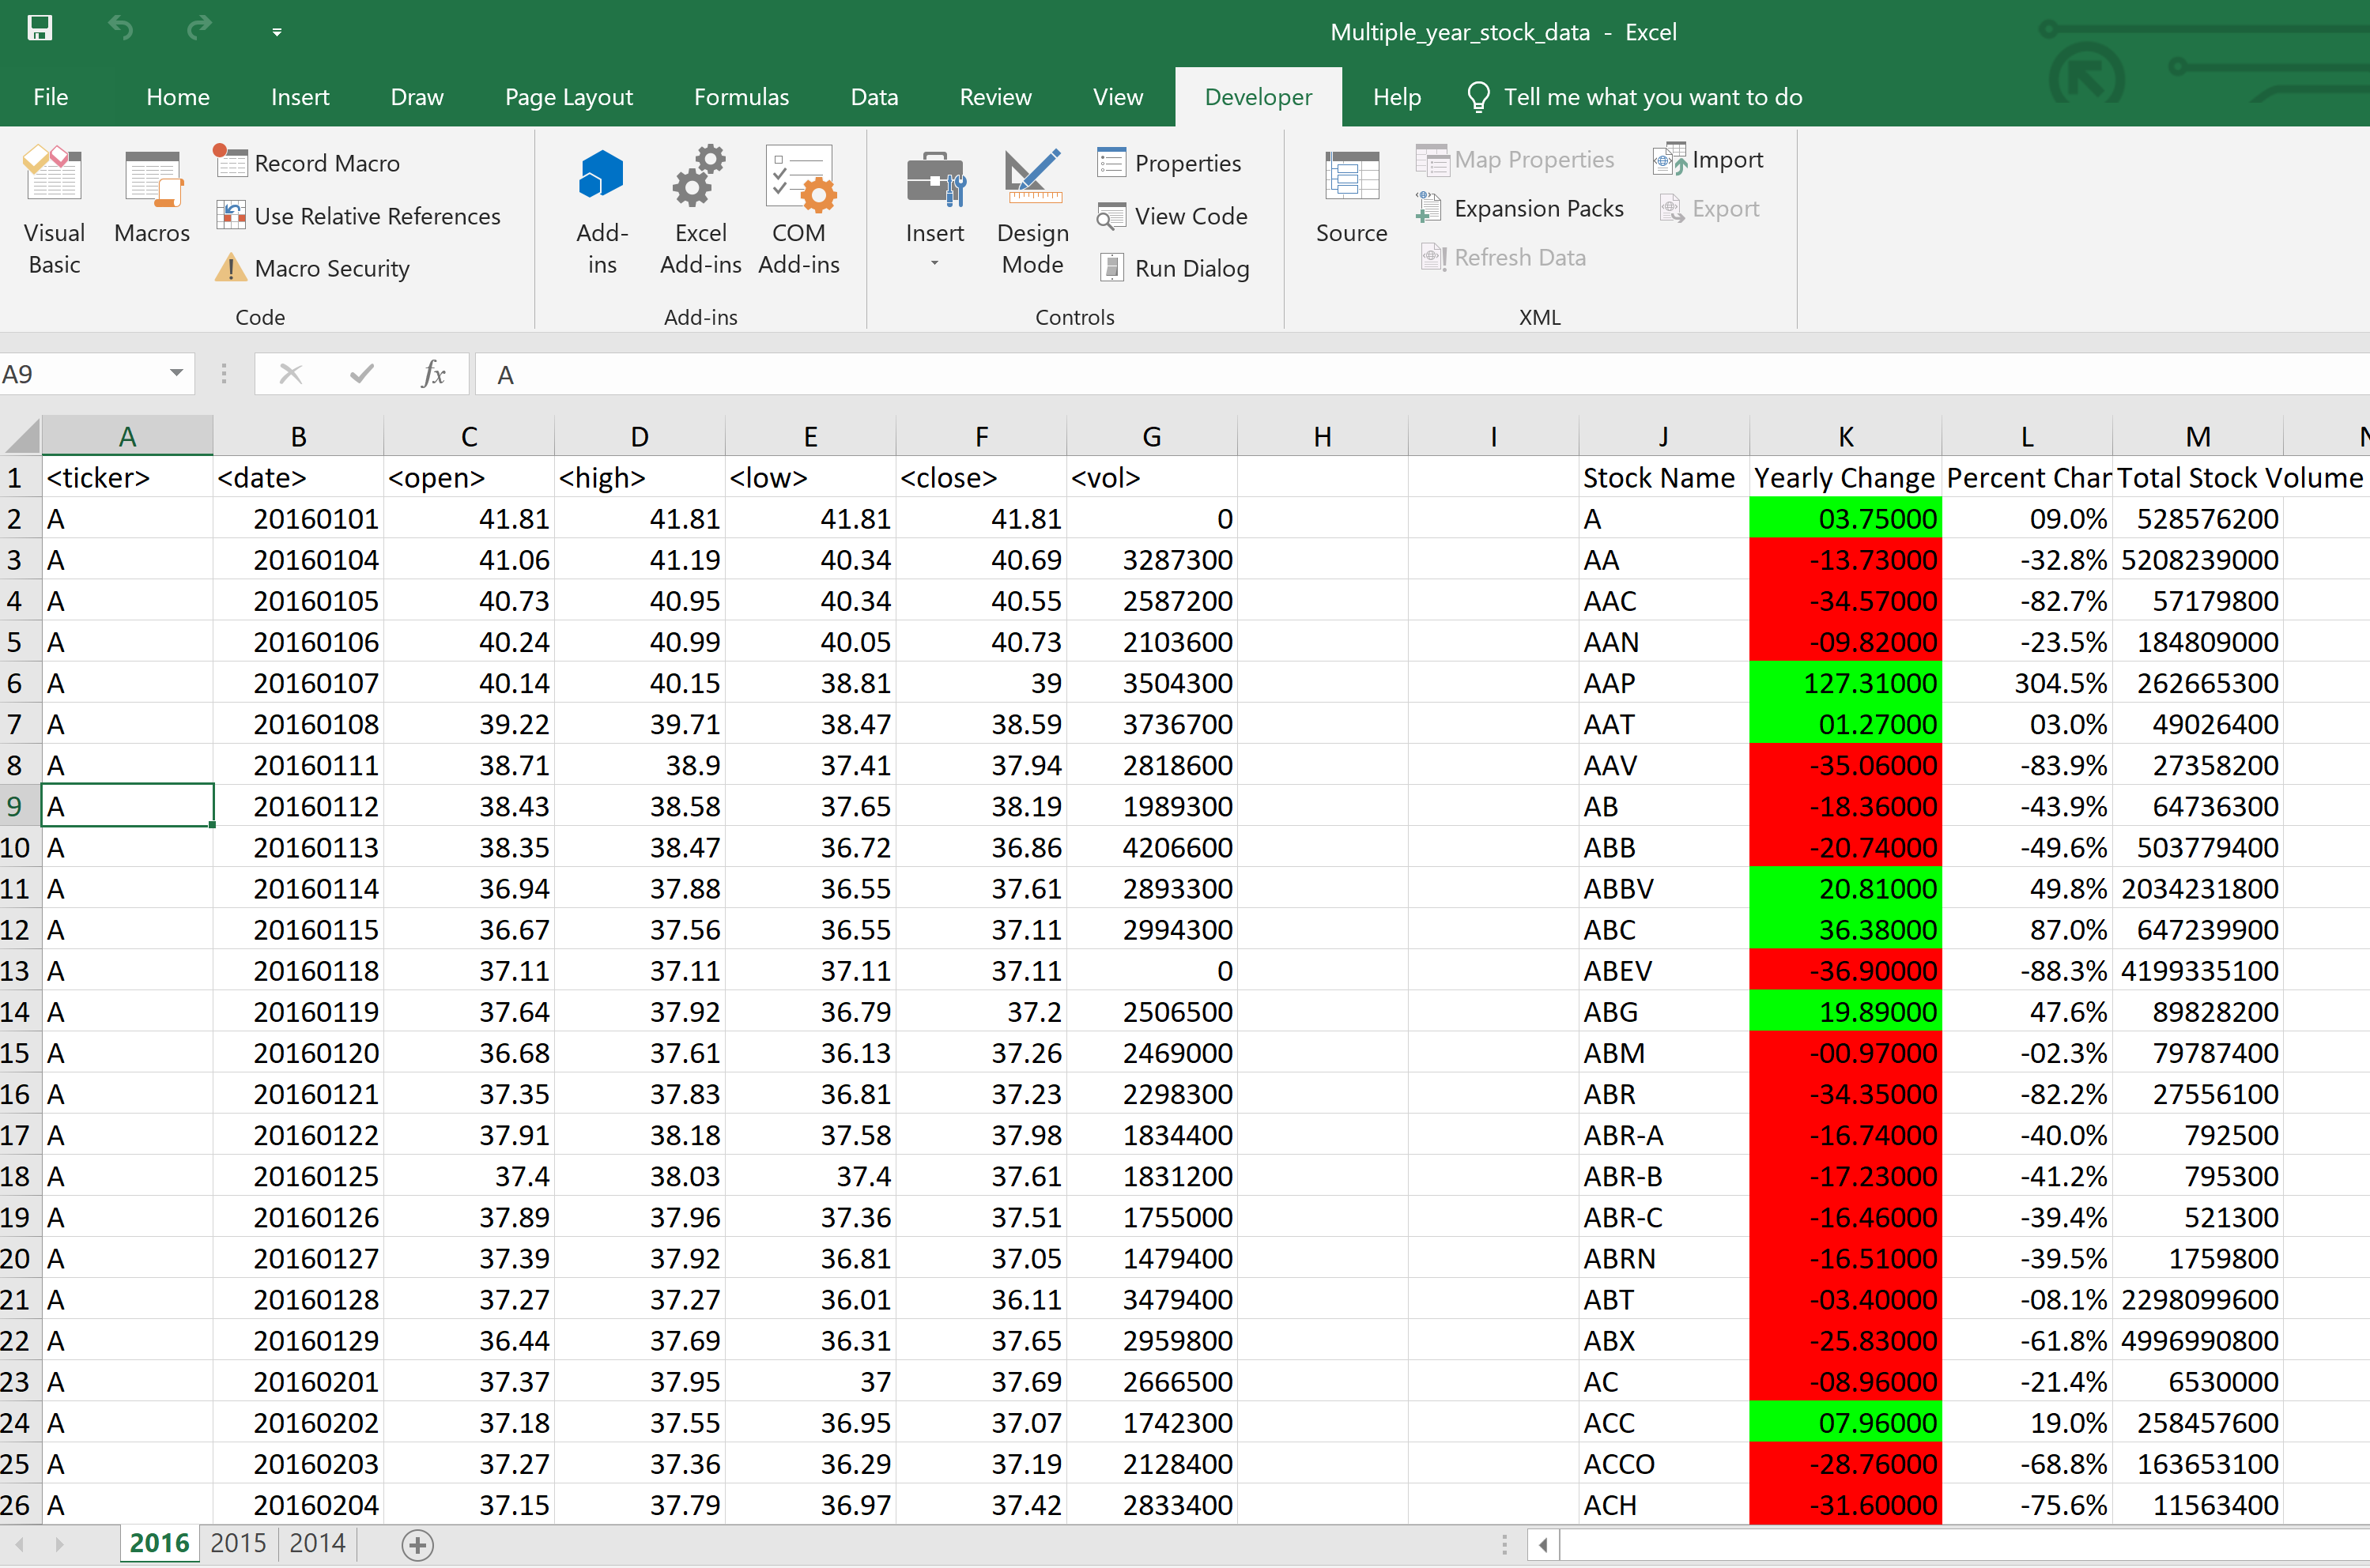 Multiple_year_stock_data - Excel
File Home Insert Draw Page Layout Formulas Data Review View Developer Help Tell me what you want to do
Visual Basic
Macros
Record Macro
Use Relative References
Macro Security
Code
Add-ins
Excel Add-ins
COM Add-ins
Add-ins
Insert
Design Mode
Properties
View Code
Run Dialog
Controls
Source
Map Properties
Expansion Packs
Refresh Data
Import
Export
XML
A9 fx A
A B C D E F G H I J K L M
1 <ticker> <date> <open> <high> <low> <close> <vol> Stock Name Yearly Change Percent Char Total Stock Volume
2 A 20160101 41.81 41.81 41.81 41.81 0 A 03.75000 09.0% 528576200
3 A 20160104 41.06 41.19 40.34 40.69 3287300 AA -13.73000 -32.8% 5208239000
4 A 20160105 40.73 40.95 40.34 40.55 2587200 AAC -34.57000 -82.7% 57179800
5 A 20160106 40.24 40.99 40.05 40.73 2103600 AAN -09.82000 -23.5% 184809000
6 A 20160107 40.14 40.15 38.81 39 3504300 AAP 127.31000 304.5% 262665300
7 A 20160108 39.22 39.71 38.47 38.59 3736700 AAT 01.27000 03.0% 49026400
8 A 20160111 38.71 38.9 37.41 37.94 2818600 AAV -35.06000 -83.9% 27358200
9 A 20160112 38.43 38.58 37.65 38.19 1989300 AB -18.36000 -43.9% 64736300
10 A 20160113 38.35 38.47 36.72 36.86 4206600 ABB -20.74000 -49.6% 503779400
11 A 20160114 36.94 37.88 36.55 37.61 2893300 ABBV 20.81000 49.8% 2034231800
12 A 20160115 36.67 37.56 36.55 37.11 2994300 ABC 36.38000 87.0% 647239900
13 A 20160118 37.11 37.11 37.11 37.11 0 ABEV -36.90000 -88.3% 4199335100
14 A 20160119 37.64 37.92 36.79 37.2 2506500 ABG 19.89000 47.6% 89828200
15 A 20160120 36.68 37.61 36.13 37.26 2469000 ABM -00.97000 -02.3% 79787400
16 A 20160121 37.35 37.83 36.81 37.23 2298300 ABR -34.35000 -82.2% 27556100
17 A 20160122 37.91 38.18 37.58 37.98 1834400 ABR-A -16.74000 -40.0% 792500
18 A 20160125 37.4 38.03 37.4 37.61 1831200 ABR-B -17.23000 -41.2% 795300
19 A 20160126 37.89 37.96 37.36 37.51 1755000 ABR-C -16.46000 -39.4% 521300
20 A 20160127 37.39 37.92 36.81 37.05 1479400 ABRN -16.51000 -39.5% 1759800
21 A 20160128 37.27 37.27 36.01 36.11 3479400 ABT -03.40000 -08.1% 2298099600
22 A 20160129 36.44 37.69 36.31 37.65 2959800 ABX -25.83000 -61.8% 4996990800
23 A 20160201 37.37 37.95 37 37.69 2666500 AC -08.96000 -21.4% 6530000
24 A 20160202 37.18 37.55 36.95 37.07 1742300 ACC 07.96000 19.0% 258457600
25 A 20160203 37.27 37.36 36.29 37.19 2128400 ACCO -28.76000 -68.8% 163653100
26 A 20160204 37.15 37.79 36.97 37.42 2833400 ACH -31.60000 -75.6% 11563400
2016 2015 2014